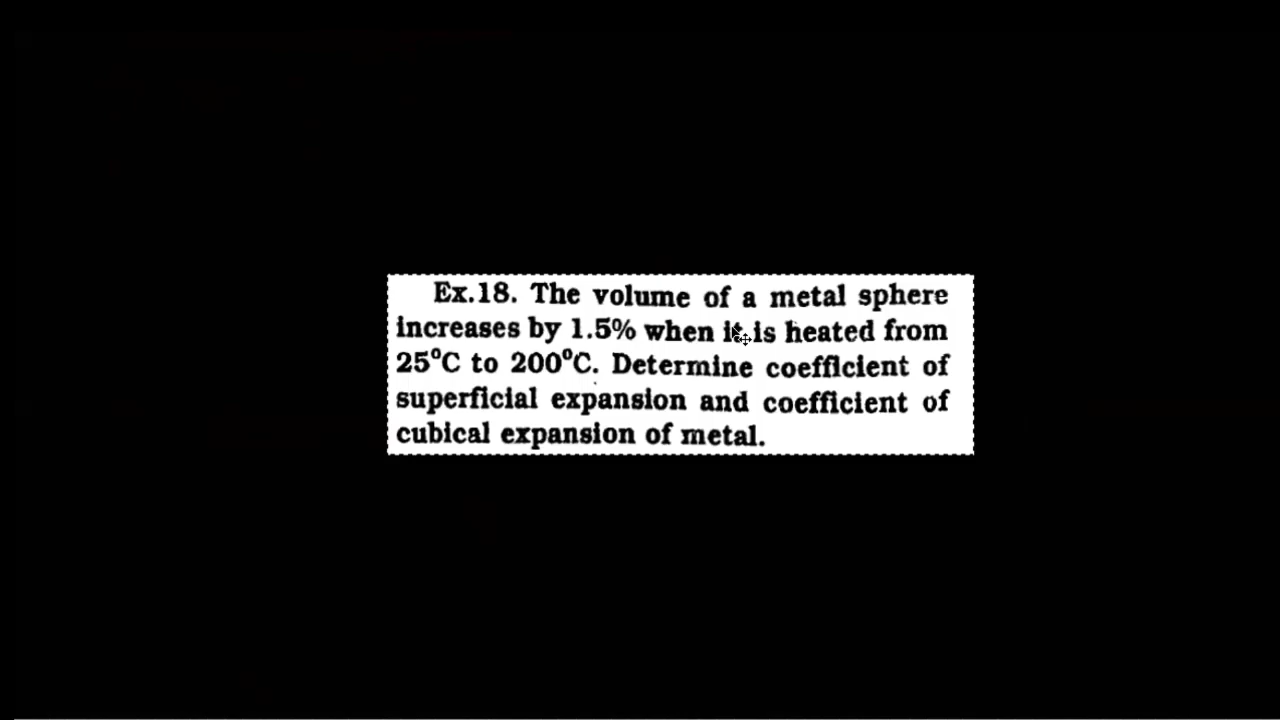 Ex.18. The volume of a metal sphere
increases by 1.5% when it is heated from
25°C to 200°C. Determine coefficient of
superficial expansion and coefficient of
cubical expansion of metal.